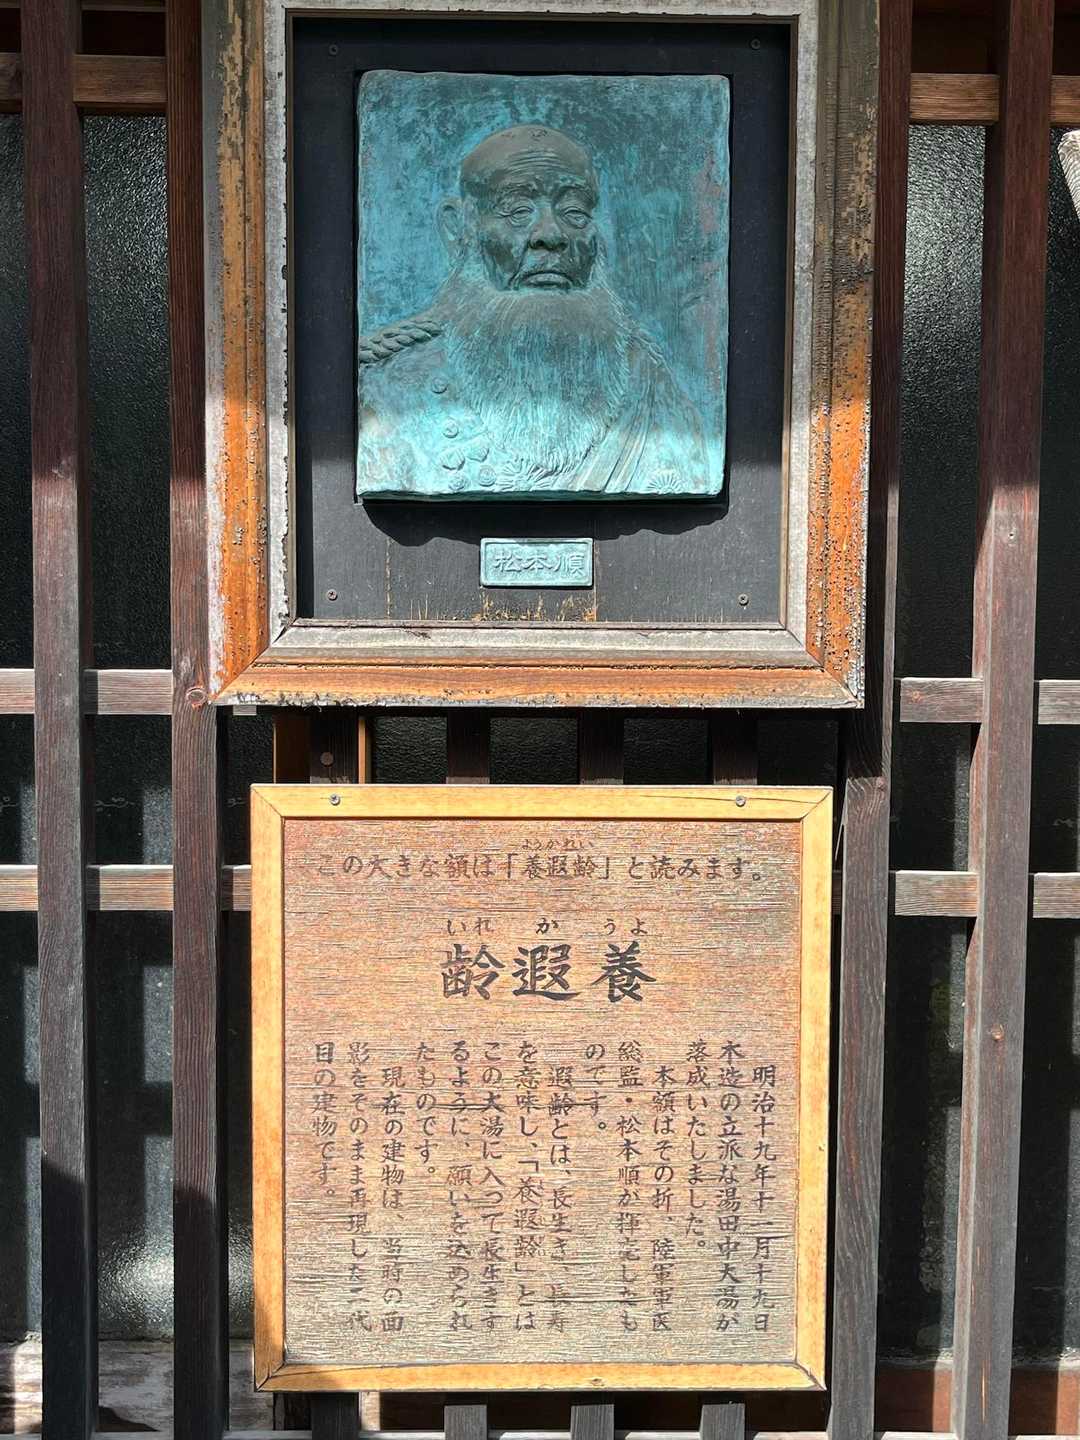 松本順
ようかれい
この大きな額は「養遐齢」と読みます。
いれ か うよ
齢遐養
明治十九年十一月十九日
木造の立派な湯田中大湯が
落成いたしました。
本額はその折、陸軍軍医
総監・松本順が揮毫したも
のです。
遐齢とは、長生き、長寿
を意味し、「養遐齢」とは
この大湯に入って長生きす
るように、願いを込められ
たものです。
現在の建物は、当時の面
影をそのまま再現した二代
目の建物です。